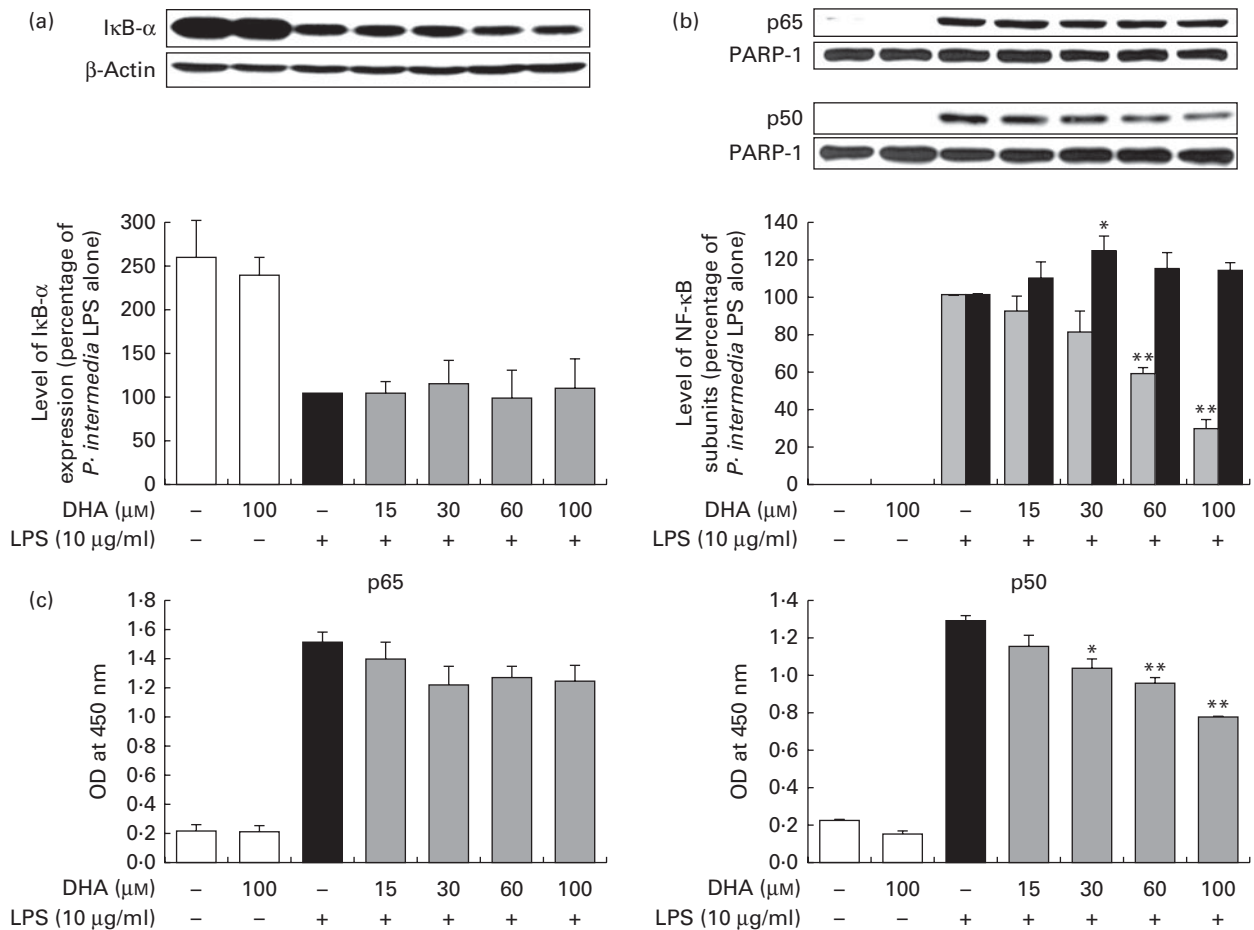 (a)
IκB-α
β-Actin
300
250
200
150
100
50
0
Level of IκB-α
expression (percentage of
P· intermedia LPS alone)
DHA (μM) – 100 – 15 30 60 100
LPS (10 μg/ml) – – + + + + +
(b)
p65
PARP-1
p50
PARP-1
140
120
100
80
60
40
20
0
Level of NF-κB
subunits (percentage of
P· intermedia LPS alone)
*
**
**
DHA (μM) – 100 – 15 30 60 100
LPS (10 μg/ml) – – + + + + +
(c)
p65
1·8
1·6
1·4
1·2
1·0
0·8
0·6
0·4
0·2
0·0
OD at 450 nm
DHA (μM) – 100 – 15 30 60 100
LPS (10 μg/ml) – – + + + + +
p50
1·4
1·2
1·0
0·8
0·6
0·4
0·2
0·0
OD at 450 nm
*
**
**
DHA (μM) – 100 – 15 30 60 100
LPS (10 μg/ml) – – + + + + +